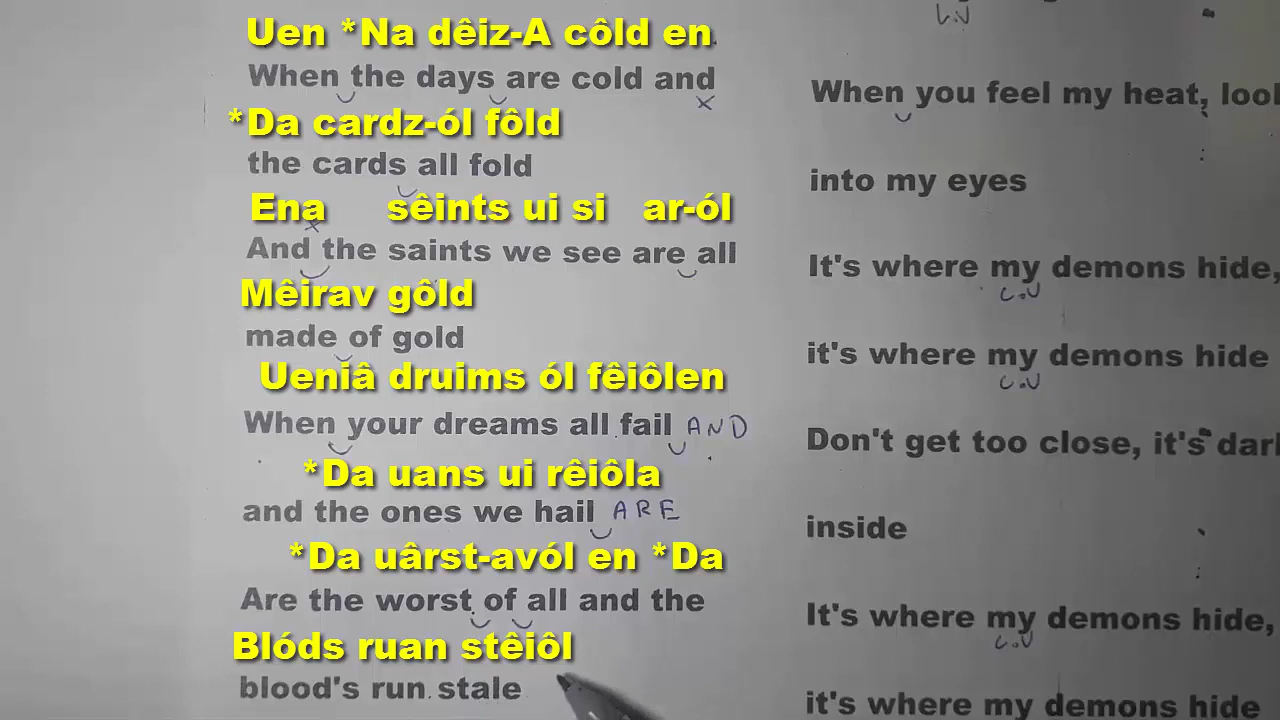 Uen *Na dêiz-A côld en
When the days are cold and
*Da cardz-ól fôld
the cards all fold
Ena sêints ui si ar-ól
And the saints we see are all
Mêirav gôld
made of gold
Ueniâ druims ól fêiôlen
When your dreams all fail AND
*Da uans ui rêiôla
and the ones we hail ARE
*Da uârst-avól en *Da
Are the worst of all and the
Blóds ruan stêiôl
blood's run stale
L.V
When you feel my heat, look
into my eyes
It's where my demons hide,
L.V
it's where my demons hide
L.V
Don't get too close, it's dark
inside
It's where my demons hide,
L.V
it's where my demons hide